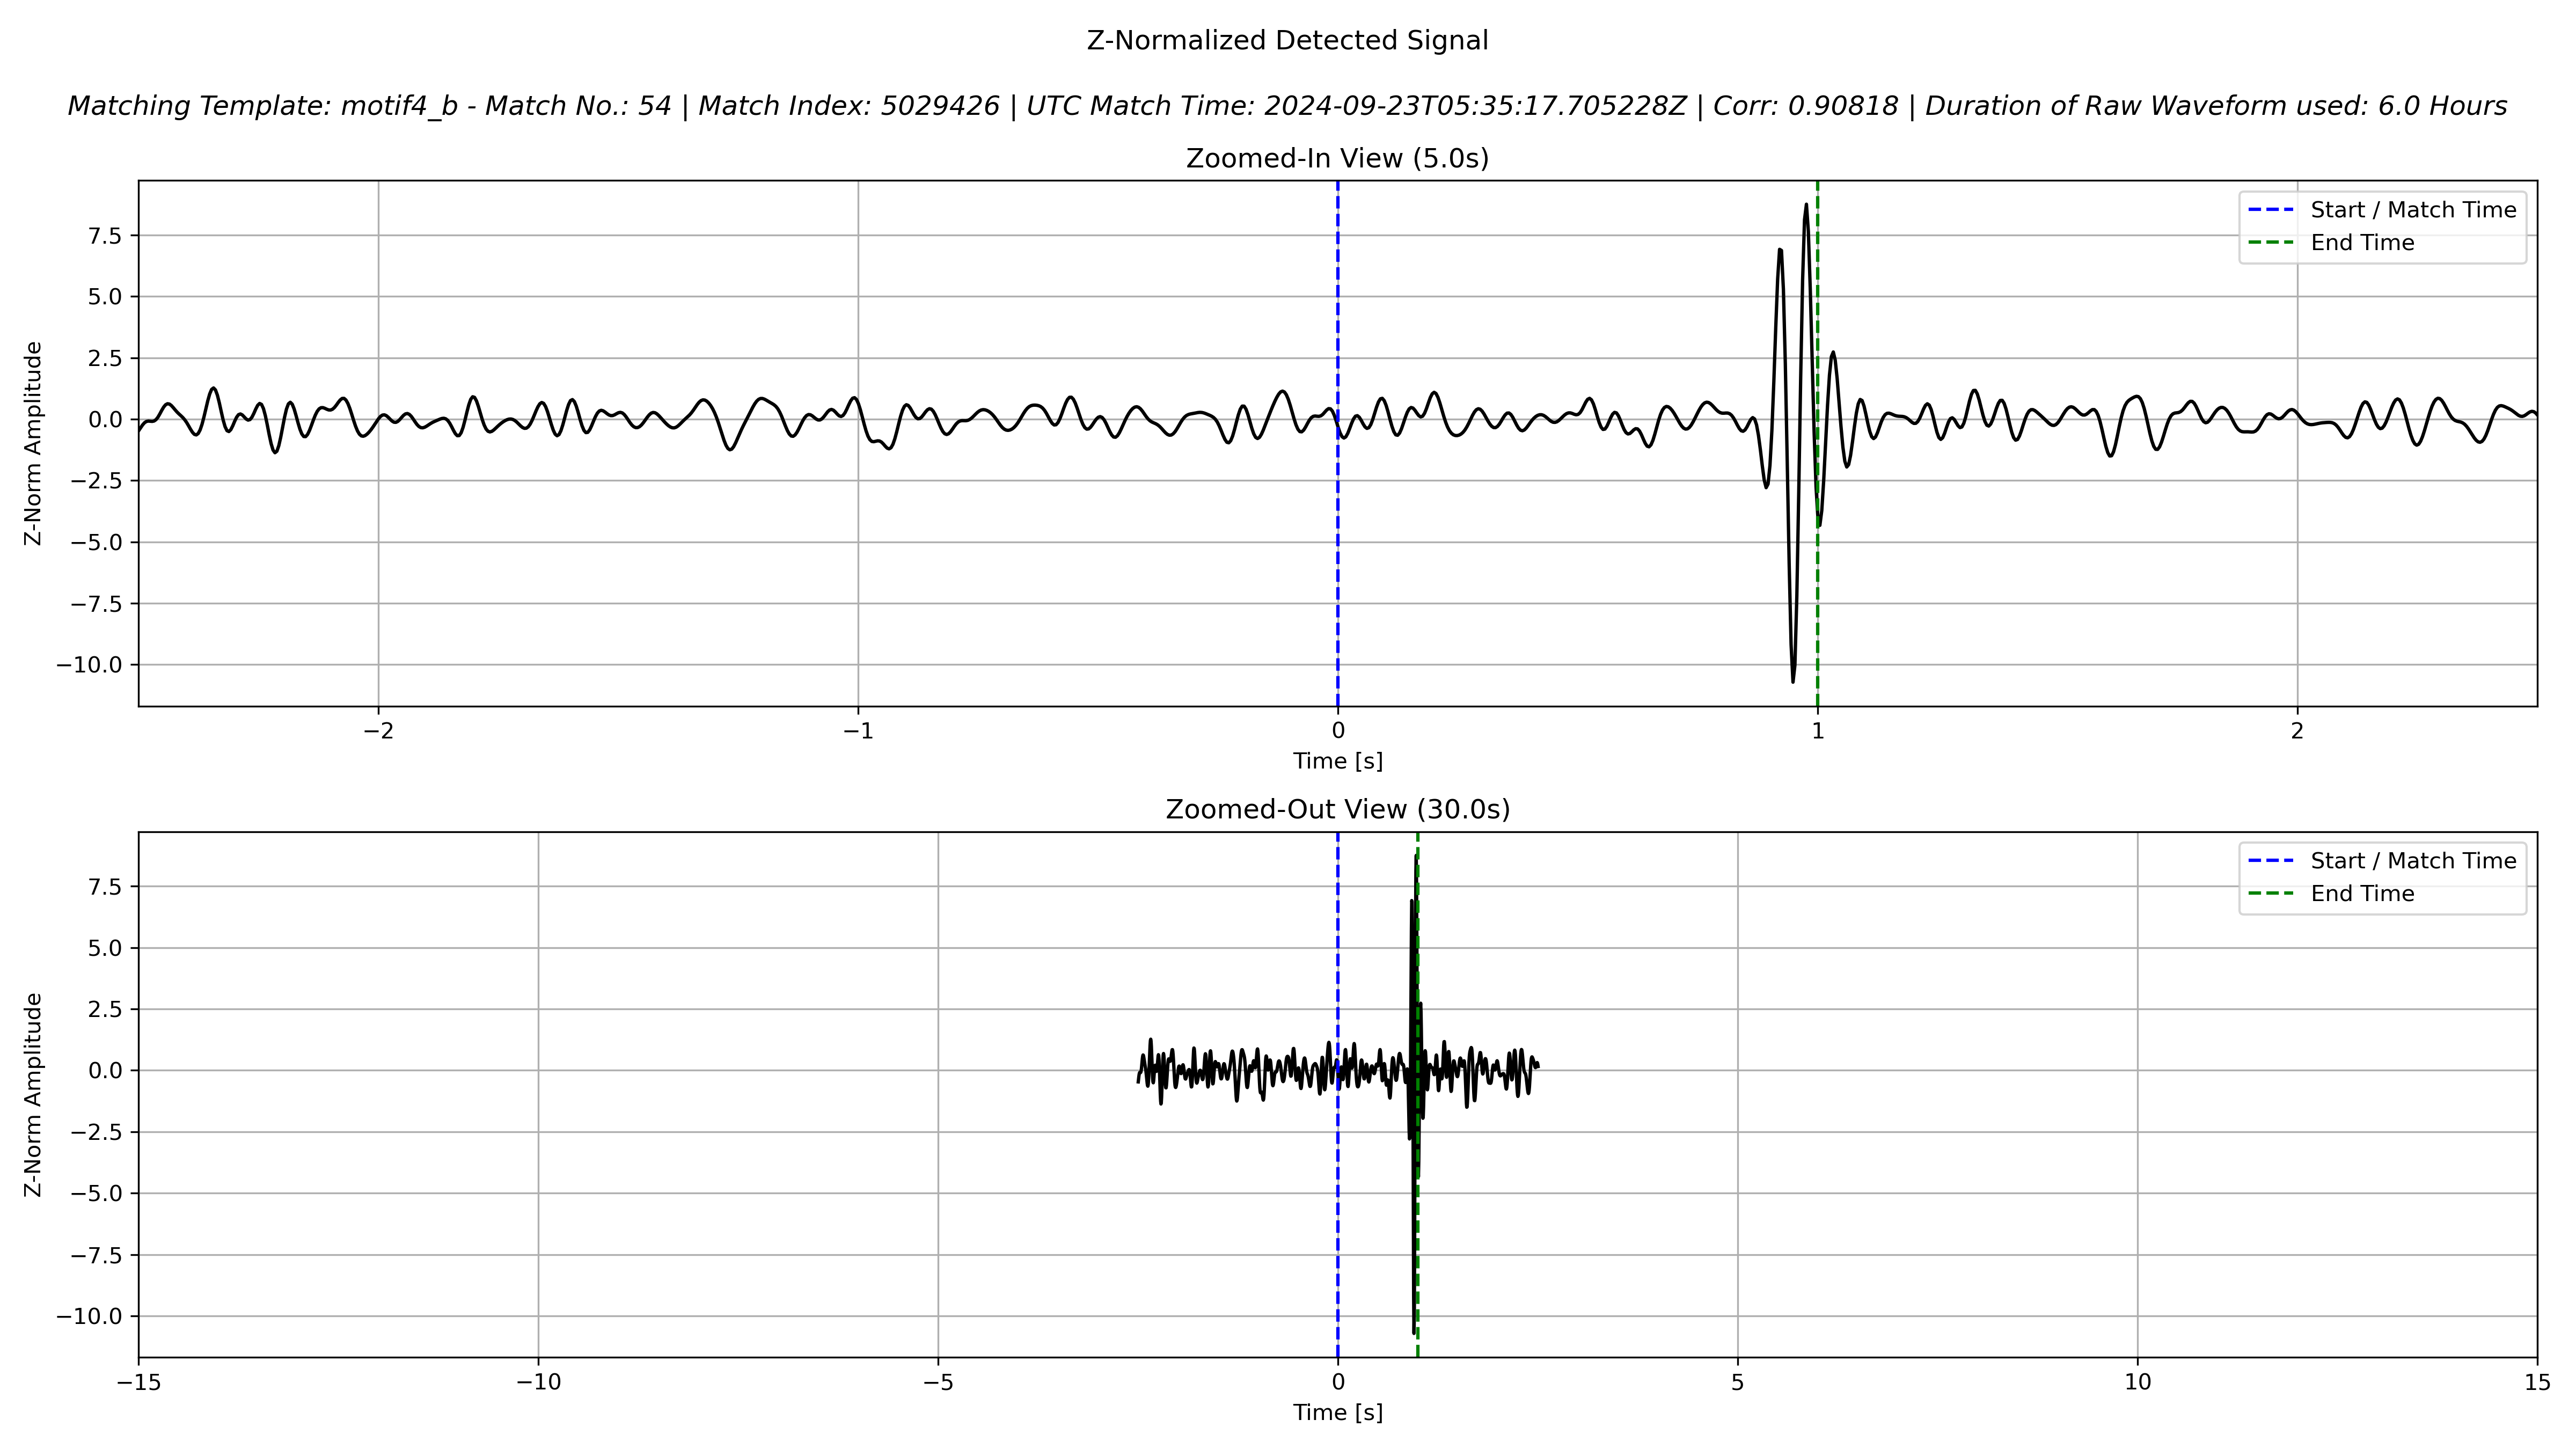 Z-Normalized Detected Signal
Matching Template: motif4_b - Match No.: 54 | Match Index: 5029426 | UTC Match Time: 2024-09-23T05:35:17.705228Z | Corr: 0.90818 | Duration of Raw Waveform used: 6.0 Hours
Zoomed-In View (5.0s)
Start / Match Time
End Time
7.5
5.0
2.5
0.0
−2.5
−5.0
−7.5
−10.0
Z-Norm Amplitude
−2 −1 0 1 2
Time [s]
Zoomed-Out View (30.0s)
Start / Match Time
End Time
7.5
5.0
2.5
0.0
−2.5
−5.0
−7.5
−10.0
Z-Norm Amplitude
−15 −10 −5 0 5 10 15
Time [s]